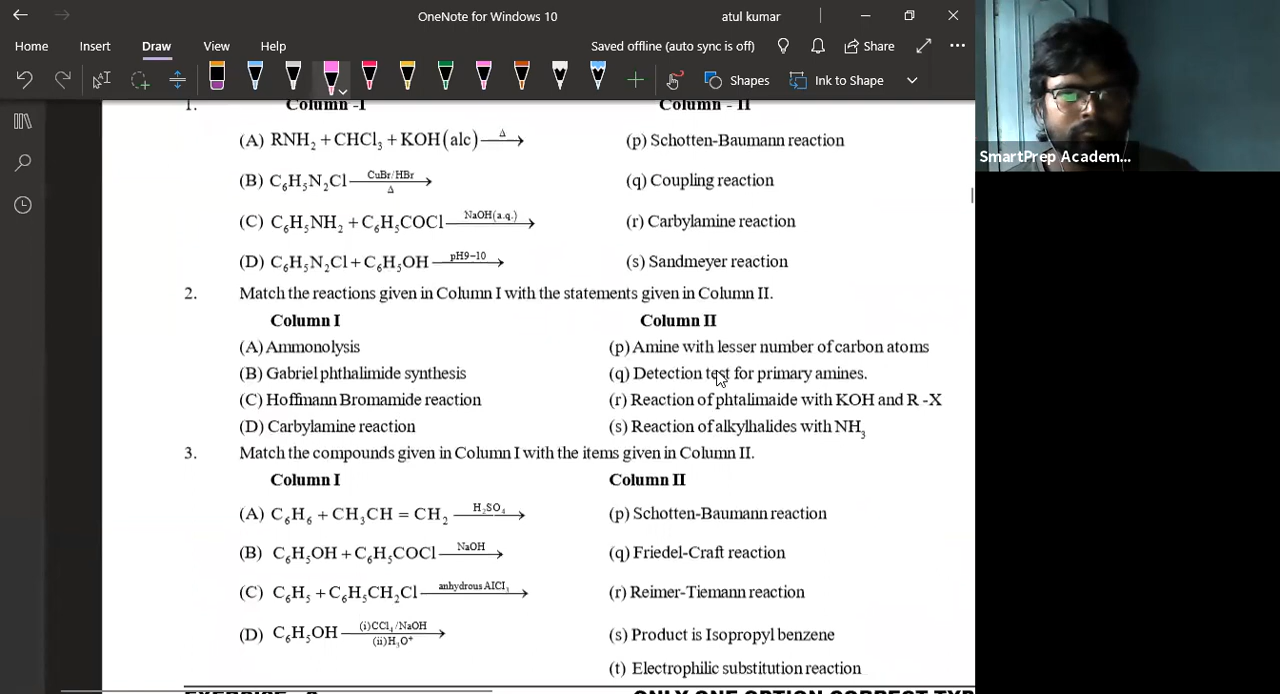 OneNote for Windows 10
atul kumar
Home Insert Draw View Help
Saved offline (auto sync is off)
Share
Shapes
Ink to Shape
SmartPrep Academ...
1. Column -I Column - II
(A) RNH₂ + CHCl₃ + KOH(alc) —Δ→ (p) Schotten-Baumann reaction
(B) C₆H₅N₂Cl —CuBr/HBr Δ→ (q) Coupling reaction
(C) C₆H₅NH₂ + C₆H₅COCl —NaOH(a.q.)→ (r) Carbylamine reaction
(D) C₆H₅N₂Cl + C₆H₅OH —pH9-10→ (s) Sandmeyer reaction
2. Match the reactions given in Column I with the statements given in Column II.
Column I Column II
(A) Ammonolysis (p) Amine with lesser number of carbon atoms
(B) Gabriel phthalimide synthesis (q) Detection test for primary amines.
(C) Hoffmann Bromamide reaction (r) Reaction of phtalimaide with KOH and R -X
(D) Carbylamine reaction (s) Reaction of alkylhalides with NH₃
3. Match the compounds given in Column I with the items given in Column II.
Column I Column II
(A) C₆H₆ + CH₃CH = CH₂ —H₂SO₄→ (p) Schotten-Baumann reaction
(B) C₆H₅OH + C₆H₅COCl —NaOH→ (q) Friedel-Craft reaction
(C) C₆H₅ + C₆H₅CH₂Cl —anhydrous AlCl₃→ (r) Reimer-Tiemann reaction
(D) C₆H₅OH —(i)CCl₄/NaOH (ii)H₃O⁺→ (s) Product is Isopropyl benzene
(t) Electrophilic substitution reaction
ONLY ONE OPTION CORRECT TYP